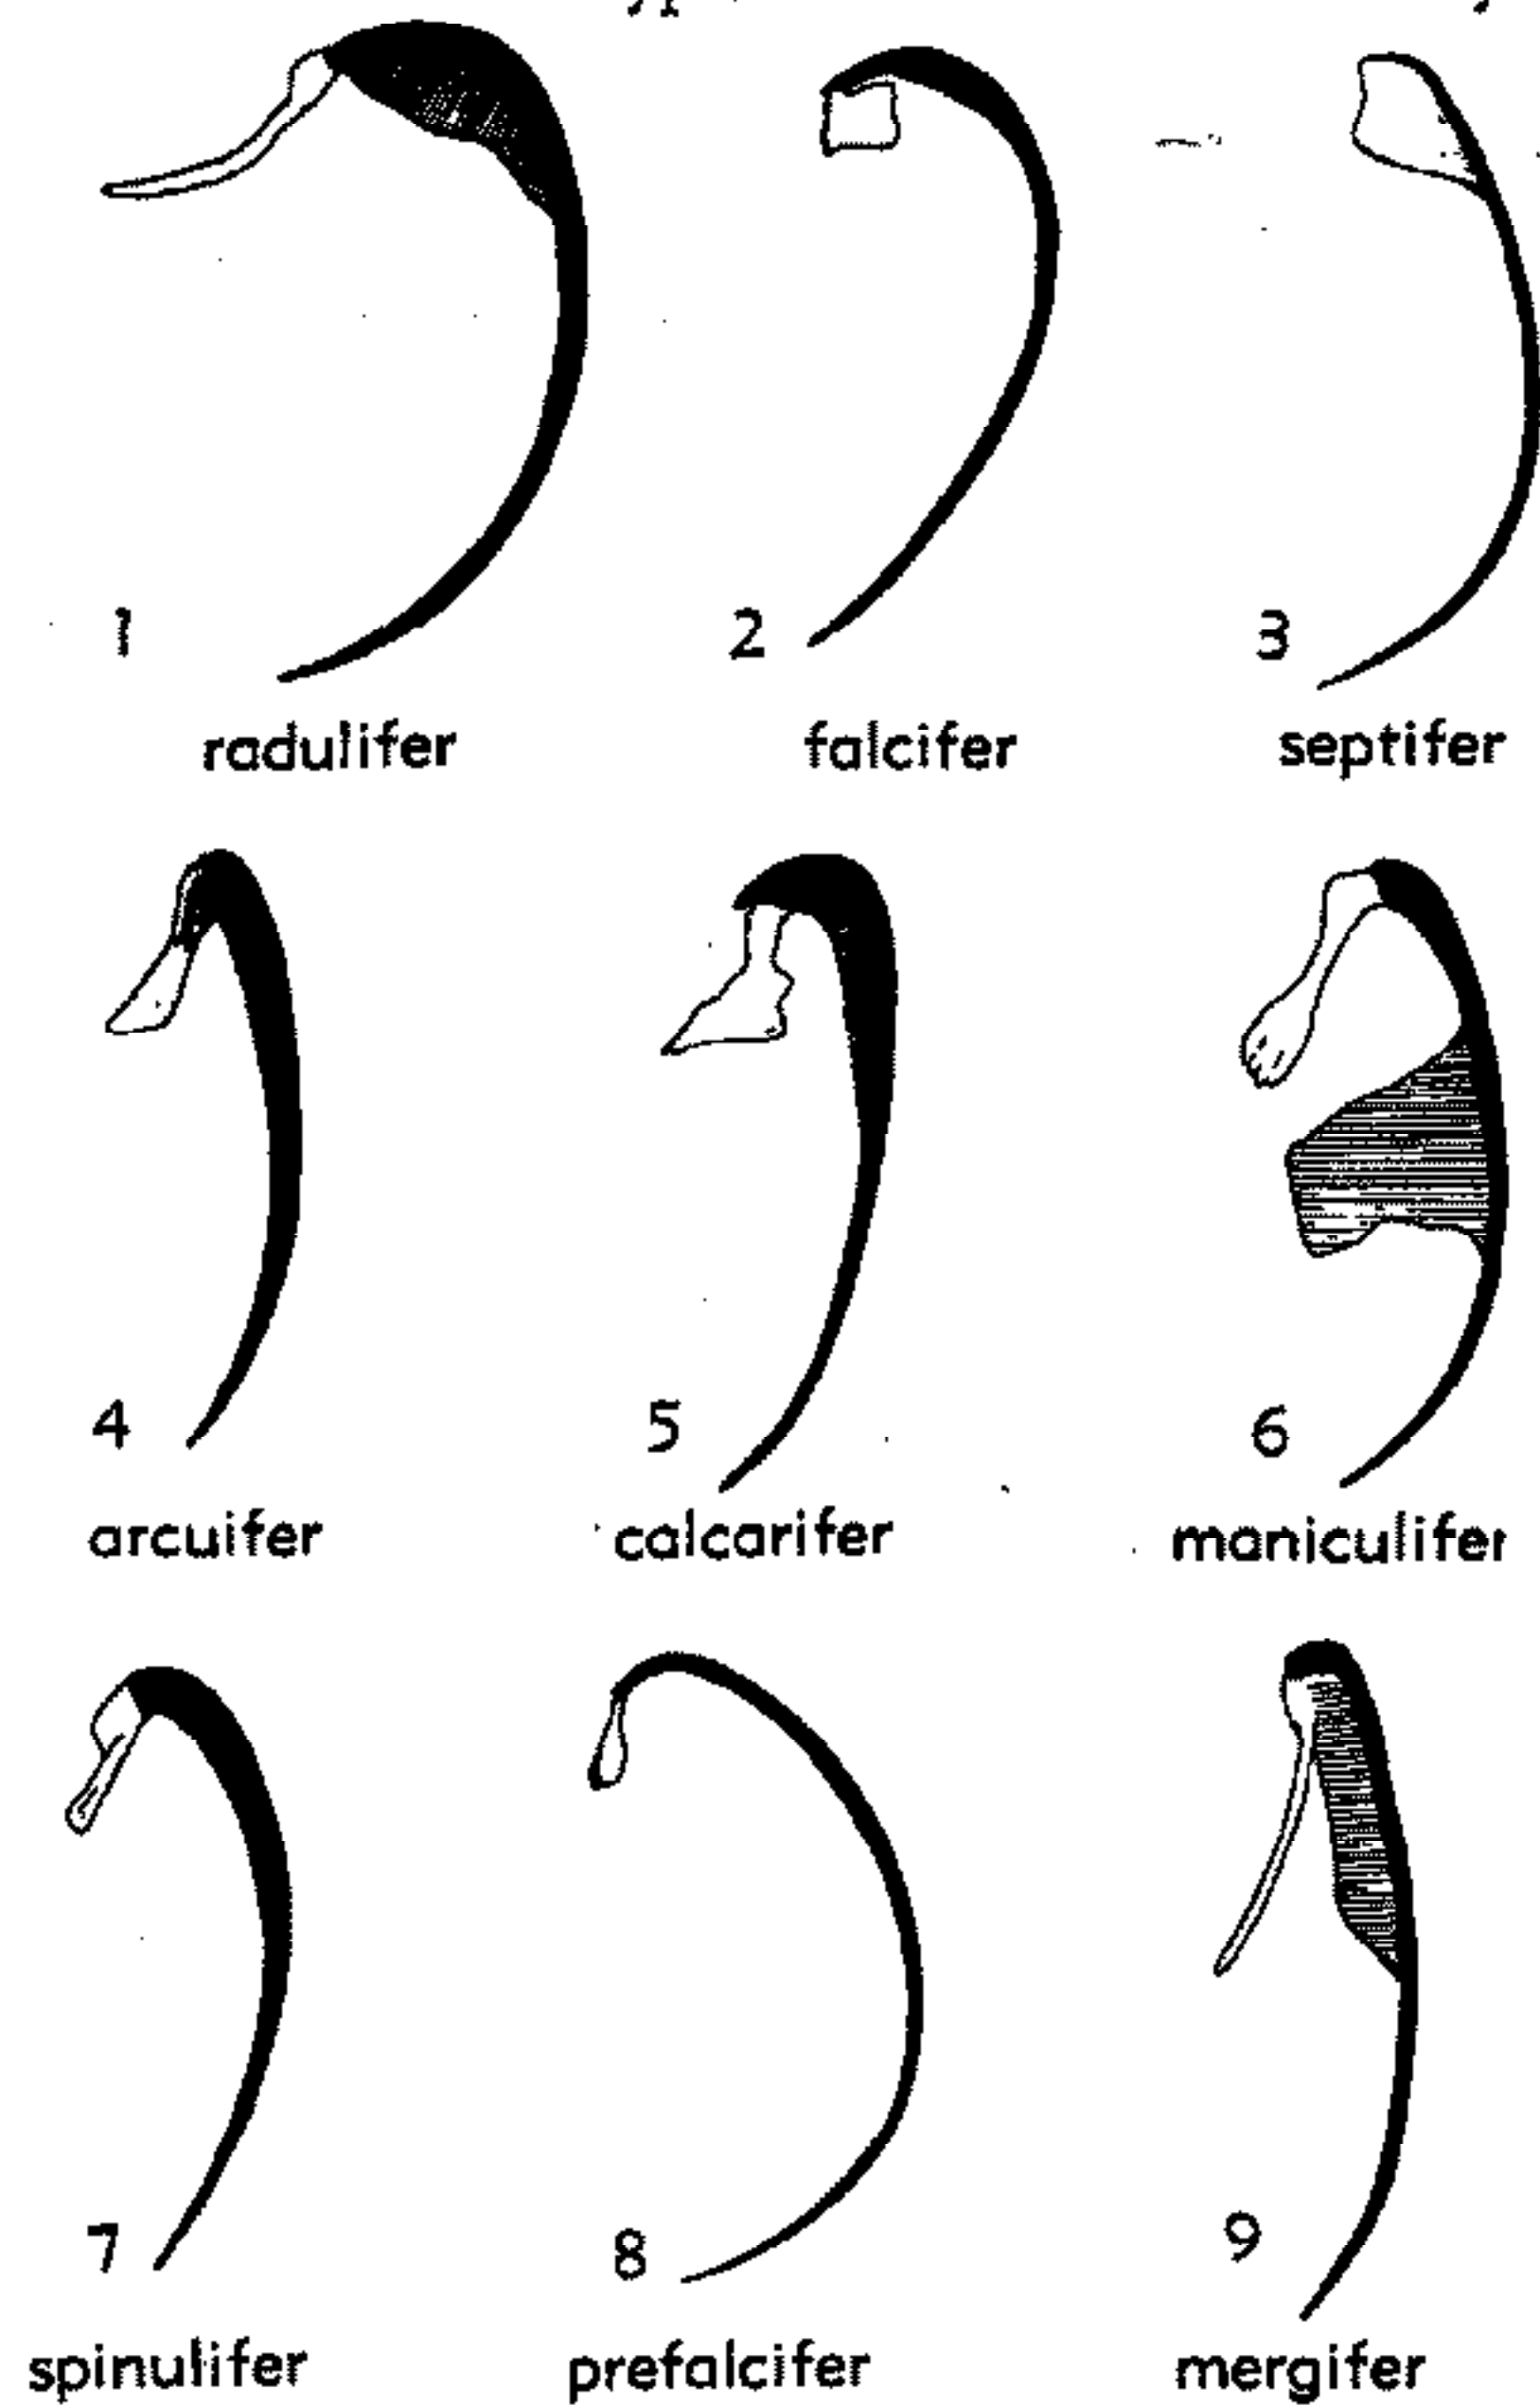 1 2 3
radulifer falcifer septifer
4 5 6
arcuifer calcarifer maniculifer
7 8 9
spinulifer prefalcifer mergifer